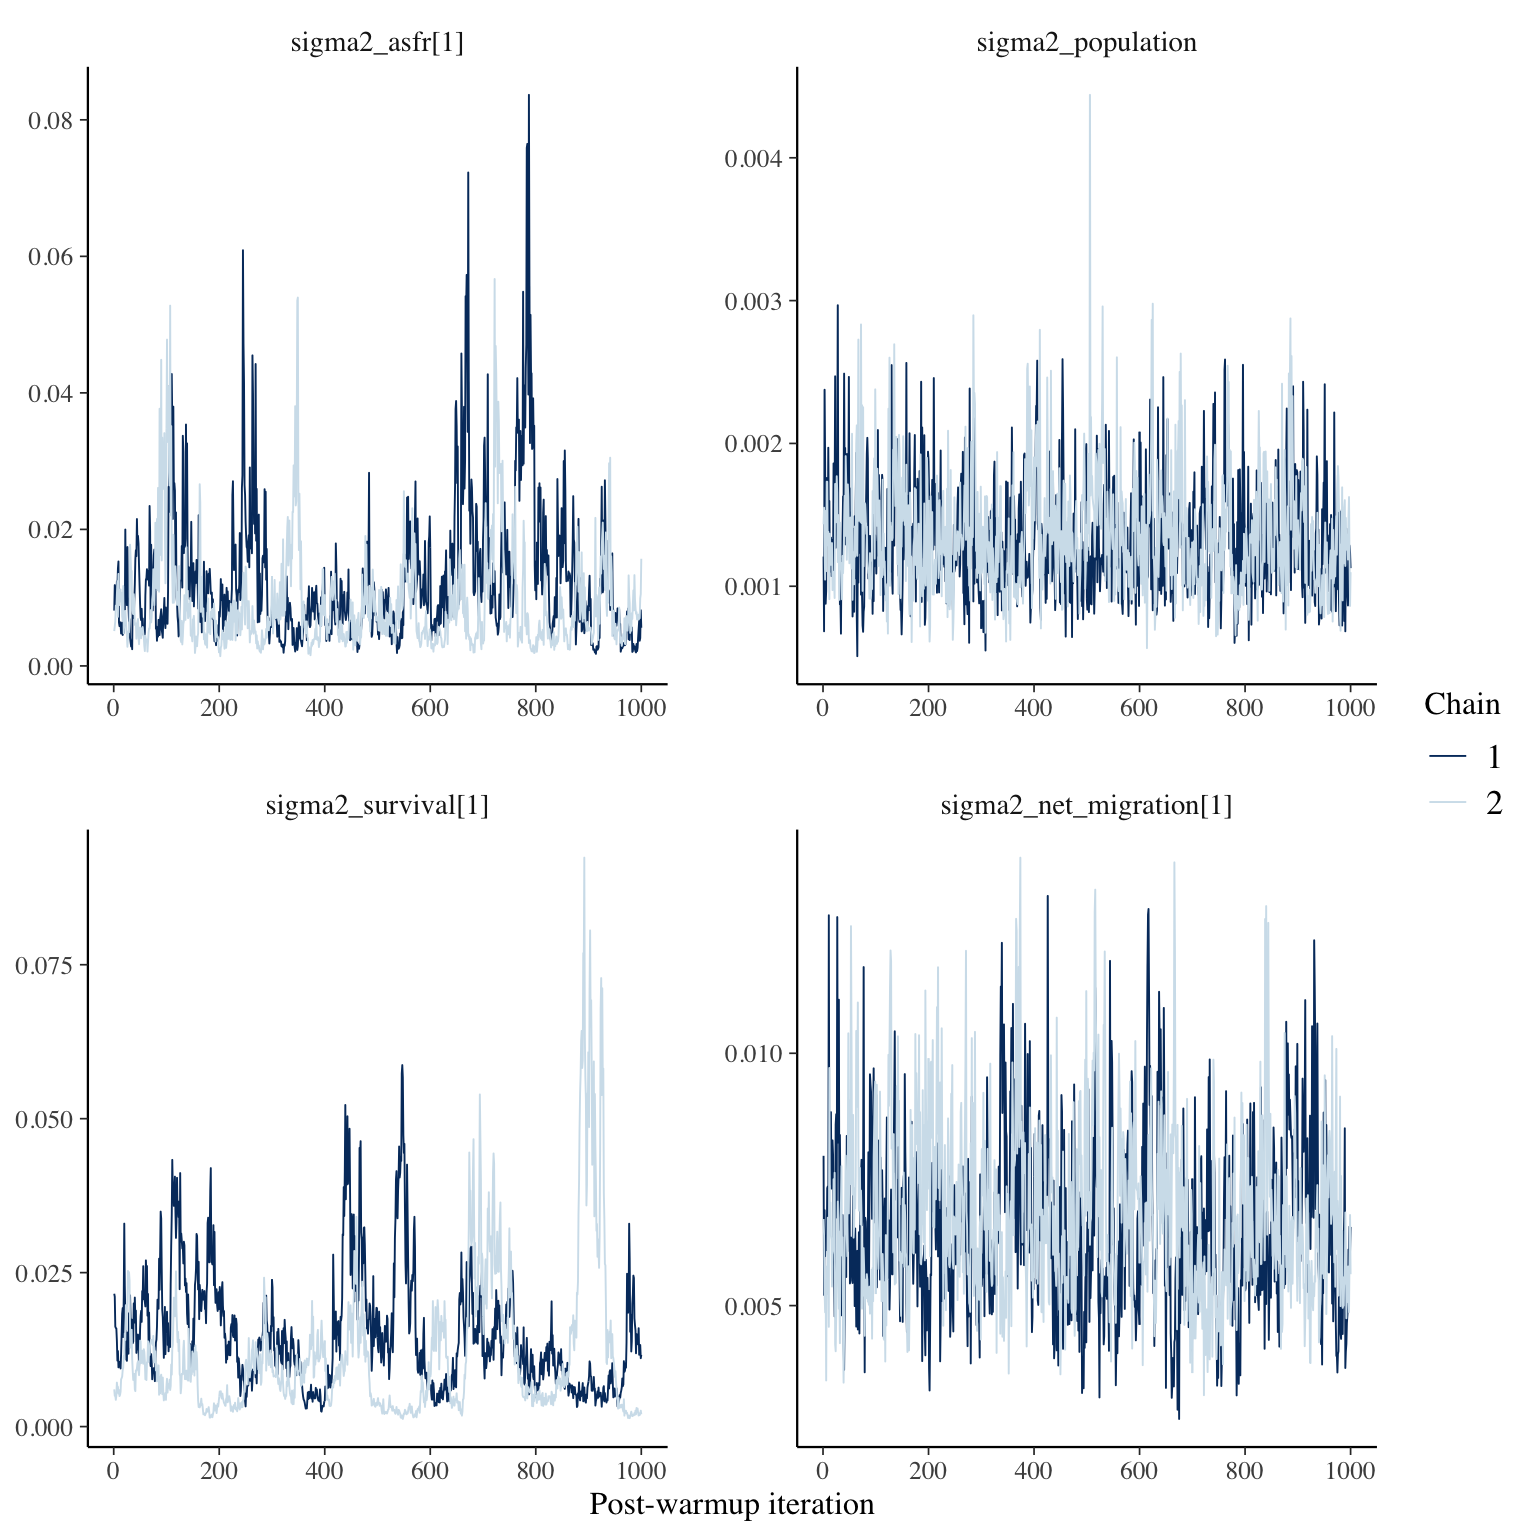 sigma2_asfr[1]
0.08
0.06
0.04
0.02
0.00
0 200 400 600 800 1000
sigma2_population
0.004
0.003
0.002
0.001
0 200 400 600 800 1000
sigma2_survival[1]
0.075
0.050
0.025
0.000
0 200 400 600 800 1000
sigma2_net_migration[1]
0.010
0.005
0 200 400 600 800 1000
Post-warmup iteration
Chain
1
2